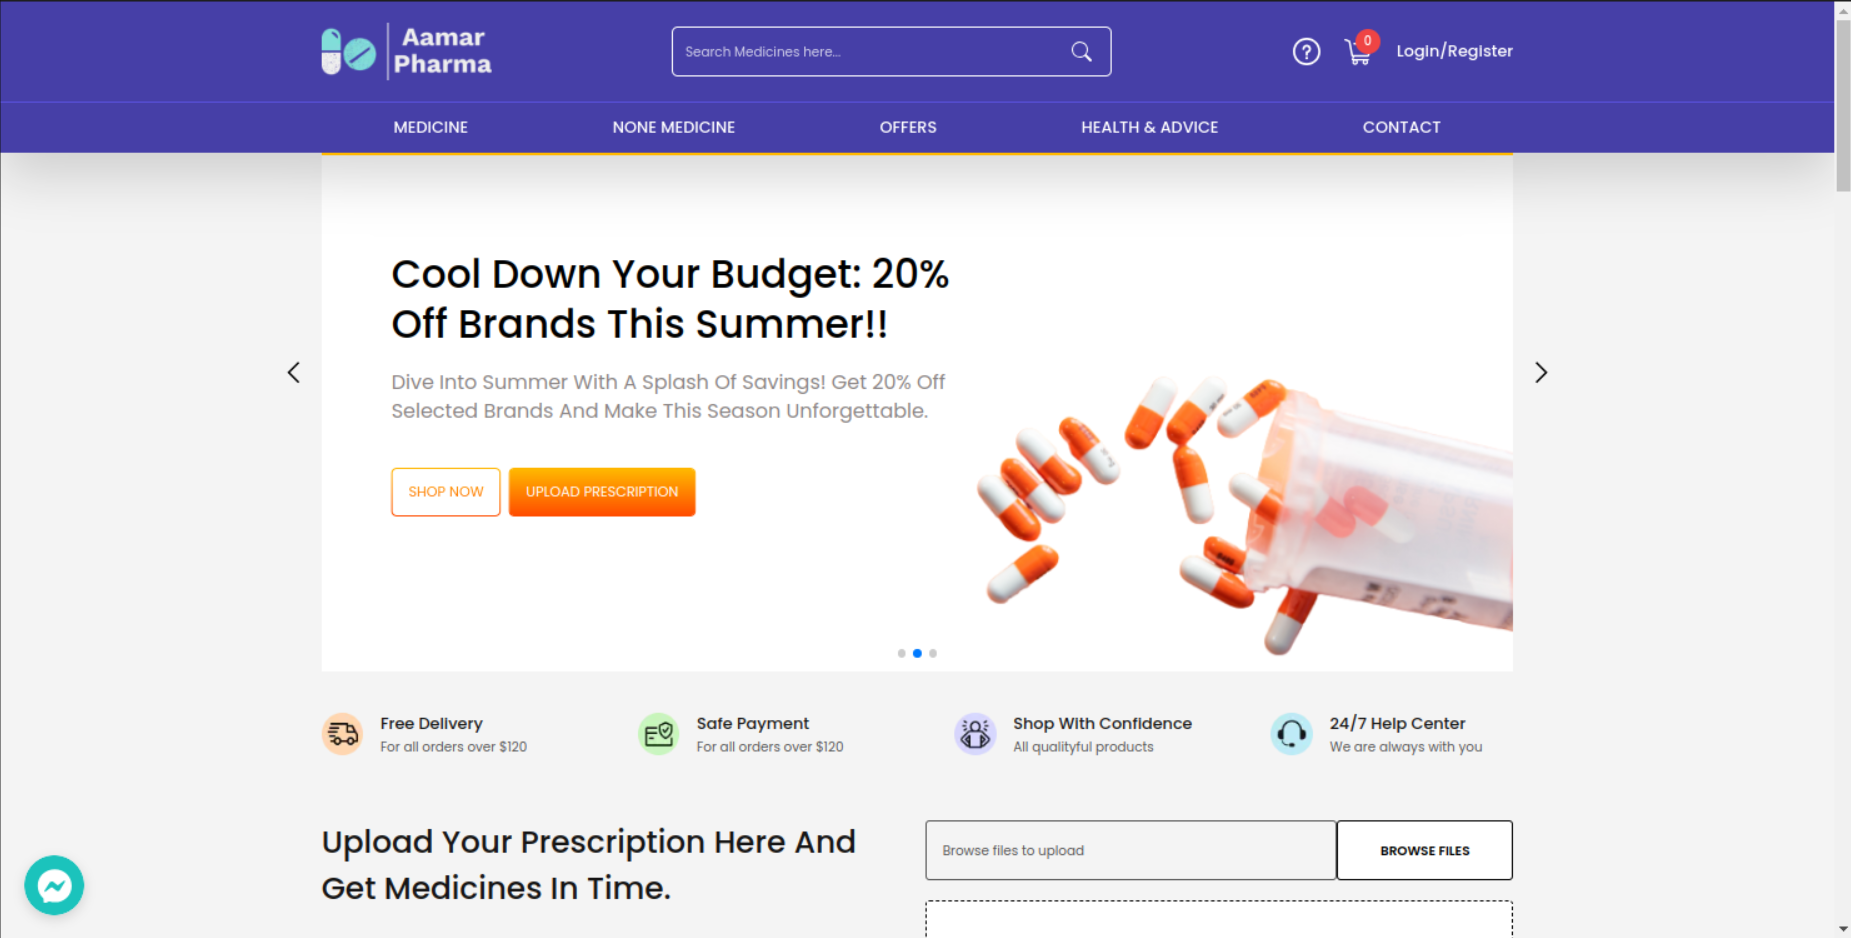 Aamar
Pharma
Search Medicines here...
0
Login/Register
MEDICINE
NONE MEDICINE
OFFERS
HEALTH & ADVICE
CONTACT
Cool Down Your Budget: 20%
Off Brands This Summer!!
Dive Into Summer With A Splash Of Savings! Get 20% Off
Selected Brands And Make This Season Unforgettable.
SHOP NOW
UPLOAD PRESCRIPTION
Free Delivery
For all orders over $120
Safe Payment
For all orders over $120
Shop With Confidence
All qualityful products
24/7 Help Center
We are always with you
Upload Your Prescription Here And
Get Medicines In Time.
Browse files to upload
BROWSE FILES